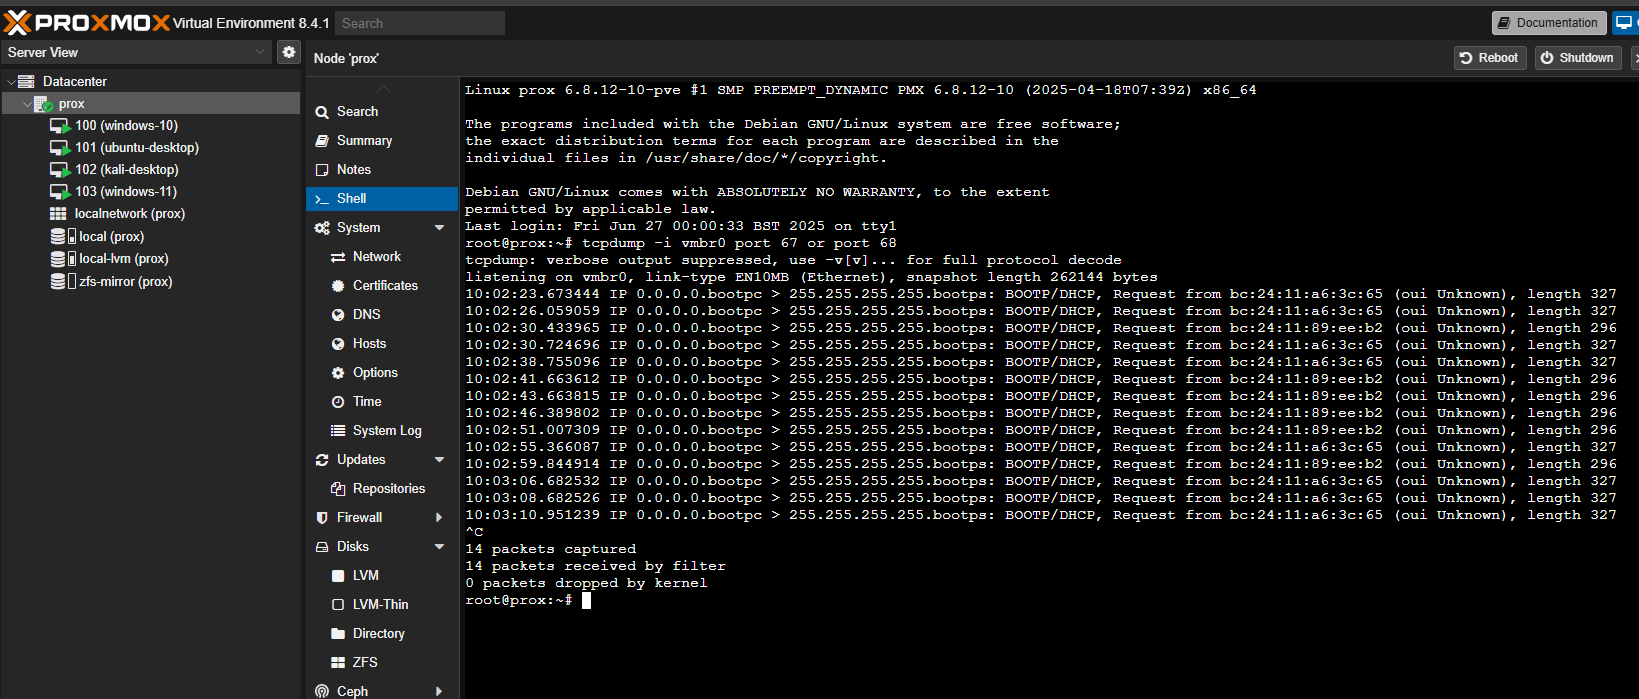 PROXMOX Virtual Environment 8.4.1
Search
Documentation
Server View
Node 'prox'
Reboot
Shutdown
Datacenter
prox
100 (windows-10)
101 (ubuntu-desktop)
102 (kali-desktop)
103 (windows-11)
localnetwork (prox)
local (prox)
local-lvm (prox)
zfs-mirror (prox)
Search
Summary
Notes
Shell
System
Network
Certificates
DNS
Hosts
Options
Time
System Log
Updates
Repositories
Firewall
Disks
LVM
LVM-Thin
Directory
ZFS
Ceph
Linux prox 6.8.12-10-pve #1 SMP PREEMPT_DYNAMIC PMX 6.8.12-10 (2025-04-18T07:39Z) x86_64
The programs included with the Debian GNU/Linux system are free software;
the exact distribution terms for each program are described in the
individual files in /usr/share/doc/*/copyright.
Debian GNU/Linux comes with ABSOLUTELY NO WARRANTY, to the extent
permitted by applicable law.
Last login: Fri Jun 27 00:00:33 BST 2025 on tty1
root@prox:~# tcpdump -i vmbr0 port 67 or port 68
tcpdump: verbose output suppressed, use -v[v]... for full protocol decode
listening on vmbr0, link-type EN10MB (Ethernet), snapshot length 262144 bytes
10:02:23.673444 IP 0.0.0.0.bootpc > 255.255.255.255.bootps: BOOTP/DHCP, Request from bc:24:11:a6:3c:65 (oui Unknown), length 327
10:02:26.059059 IP 0.0.0.0.bootpc > 255.255.255.255.bootps: BOOTP/DHCP, Request from bc:24:11:a6:3c:65 (oui Unknown), length 327
10:02:30.433965 IP 0.0.0.0.bootpc > 255.255.255.255.bootps: BOOTP/DHCP, Request from bc:24:11:89:ee:b2 (oui Unknown), length 296
10:02:30.724696 IP 0.0.0.0.bootpc > 255.255.255.255.bootps: BOOTP/DHCP, Request from bc:24:11:a6:3c:65 (oui Unknown), length 327
10:02:38.755096 IP 0.0.0.0.bootpc > 255.255.255.255.bootps: BOOTP/DHCP, Request from bc:24:11:a6:3c:65 (oui Unknown), length 327
10:02:41.663612 IP 0.0.0.0.bootpc > 255.255.255.255.bootps: BOOTP/DHCP, Request from bc:24:11:89:ee:b2 (oui Unknown), length 296
10:02:43.663815 IP 0.0.0.0.bootpc > 255.255.255.255.bootps: BOOTP/DHCP, Request from bc:24:11:89:ee:b2 (oui Unknown), length 296
10:02:46.389802 IP 0.0.0.0.bootpc > 255.255.255.255.bootps: BOOTP/DHCP, Request from bc:24:11:89:ee:b2 (oui Unknown), length 296
10:02:51.007309 IP 0.0.0.0.bootpc > 255.255.255.255.bootps: BOOTP/DHCP, Request from bc:24:11:89:ee:b2 (oui Unknown), length 296
10:02:55.366087 IP 0.0.0.0.bootpc > 255.255.255.255.bootps: BOOTP/DHCP, Request from bc:24:11:a6:3c:65 (oui Unknown), length 327
10:02:59.844914 IP 0.0.0.0.bootpc > 255.255.255.255.bootps: BOOTP/DHCP, Request from bc:24:11:89:ee:b2 (oui Unknown), length 296
10:03:06.682532 IP 0.0.0.0.bootpc > 255.255.255.255.bootps: BOOTP/DHCP, Request from bc:24:11:a6:3c:65 (oui Unknown), length 327
10:03:08.682526 IP 0.0.0.0.bootpc > 255.255.255.255.bootps: BOOTP/DHCP, Request from bc:24:11:a6:3c:65 (oui Unknown), length 327
10:03:10.951239 IP 0.0.0.0.bootpc > 255.255.255.255.bootps: BOOTP/DHCP, Request from bc:24:11:a6:3c:65 (oui Unknown), length 327
^C
14 packets captured
14 packets received by filter
0 packets dropped by kernel
root@prox:~#